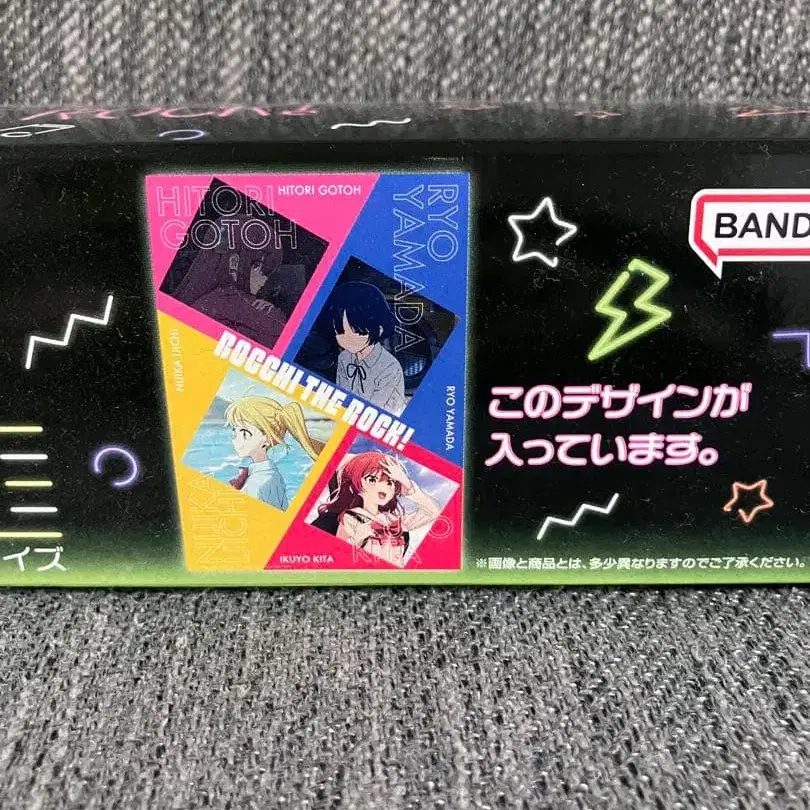 HITORI
GOTOH
HITORI GOTOH
RYO
YAMADA
NIJIKA IJICHI
BOCCHI THE ROCK!
RYO YAMADA
NIJIKA
IJICHI
IKUYO KITA
KITA
BAND
このデザインが
入っています。
イズ
※画像と商品とは、多少異なりますのでご了承ください。